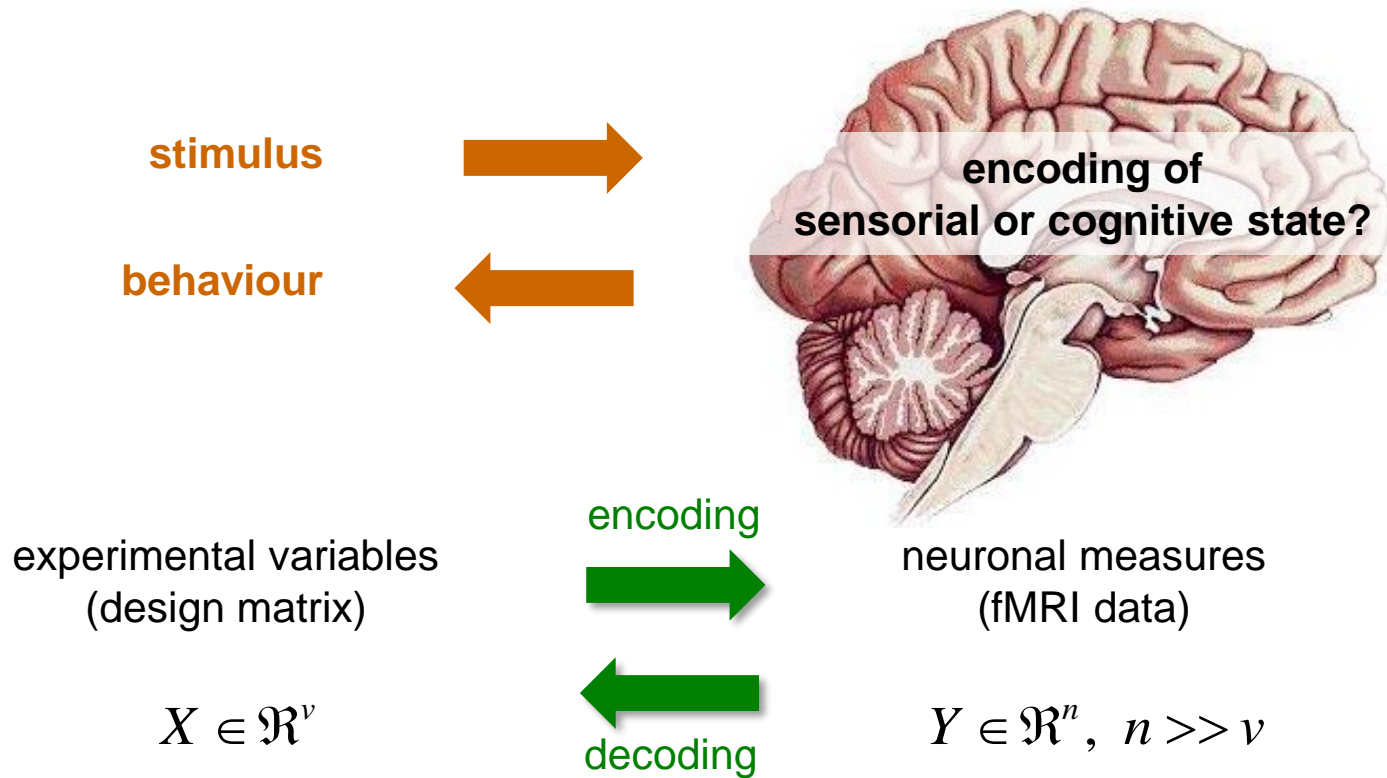 stimulus
encoding of
sensorial or cognitive state?
behaviour
encoding
experimental variables
(design matrix)
neuronal measures
(fMRI data)
X ∈ ℜ^v
decoding
Y ∈ ℜ^n, n >> v